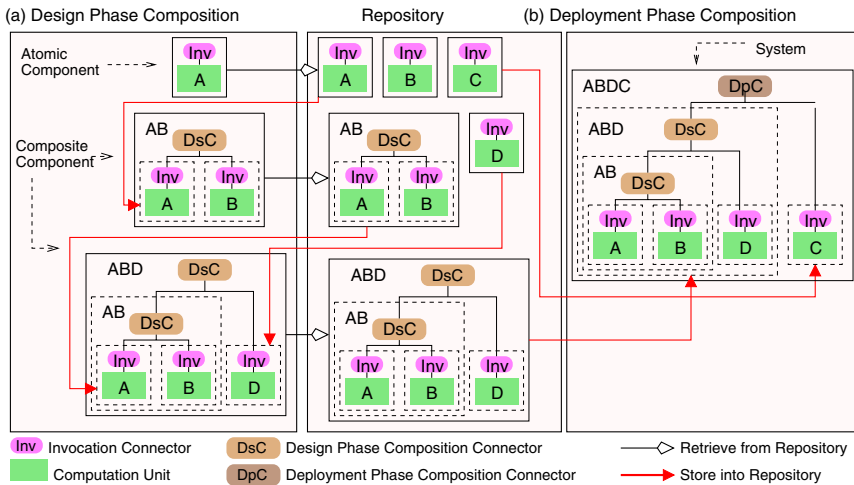 (a) Design Phase Composition
Repository
(b) Deployment Phase Composition
Atomic
Component
Inv
A
Inv
A
Inv
B
Inv
C
System
ABDC
DpC
ABD
DsC
AB
DsC
Inv
A
Inv
B
Inv
D
Inv
C
Composite
Component
AB
DsC
Inv
A
Inv
B
AB
DsC
Inv
A
Inv
B
Inv
D
ABD
DsC
AB
DsC
Inv
A
Inv
B
Inv
D
ABD
DsC
AB
DsC
Inv
A
Inv
B
Inv
D
Inv Invocation Connector
Computation Unit
DsC Design Phase Composition Connector
DpC Deployment Phase Composition Connector
Retrieve from Repository
Store into Repository